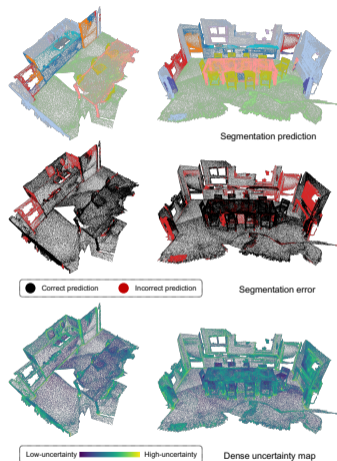 Segmentation prediction
Correct prediction
Incorrect prediction
Segmentation error
Low-uncertainty
High-uncertainty
Dense uncertainty map